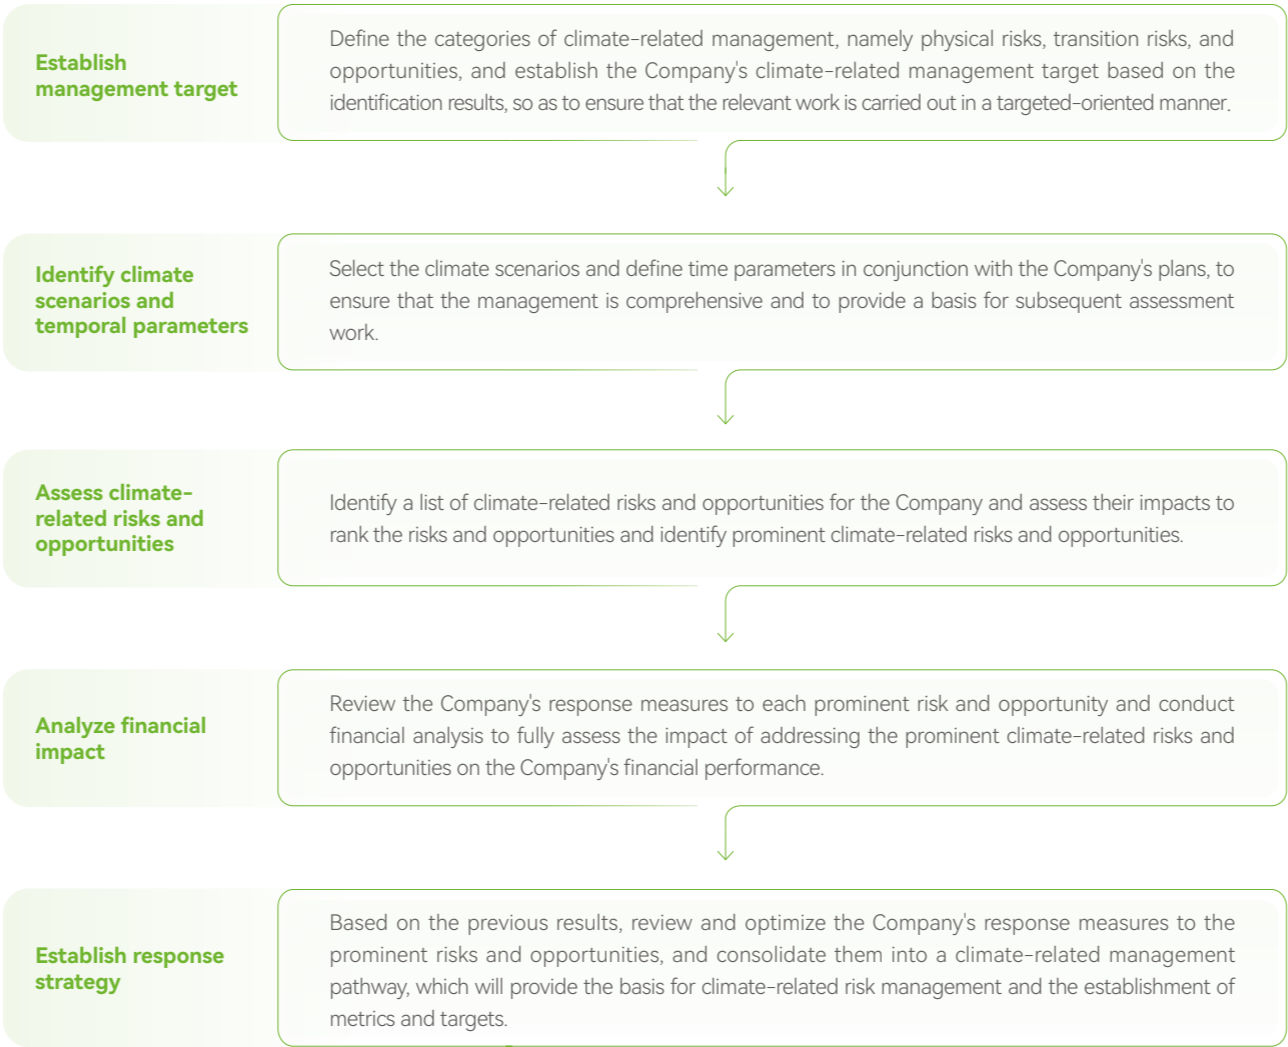 Establish
management target
Define the categories of climate-related management, namely physical risks, transition risks, and
opportunities, and establish the Company's climate-related management target based on the
identification results, so as to ensure that the relevant work is carried out in a targeted-oriented manner.
Identify climate
scenarios and
temporal parameters
Select the climate scenarios and define time parameters in conjunction with the Company's plans, to
ensure that the management is comprehensive and to provide a basis for subsequent assessment
work.
Assess climate-
related risks and
opportunities
Identify a list of climate-related risks and opportunities for the Company and assess their impacts to
rank the risks and opportunities and identify prominent climate-related risks and opportunities.
Analyze financial
impact
Review the Company's response measures to each prominent risk and opportunity and conduct
financial analysis to fully assess the impact of addressing the prominent climate-related risks and
opportunities on the Company's financial performance.
Establish response
strategy
Based on the previous results, review and optimize the Company's response measures to the
prominent risks and opportunities, and consolidate them into a climate-related management
pathway, which will provide the basis for climate-related risk management and the establishment of
metrics and targets.